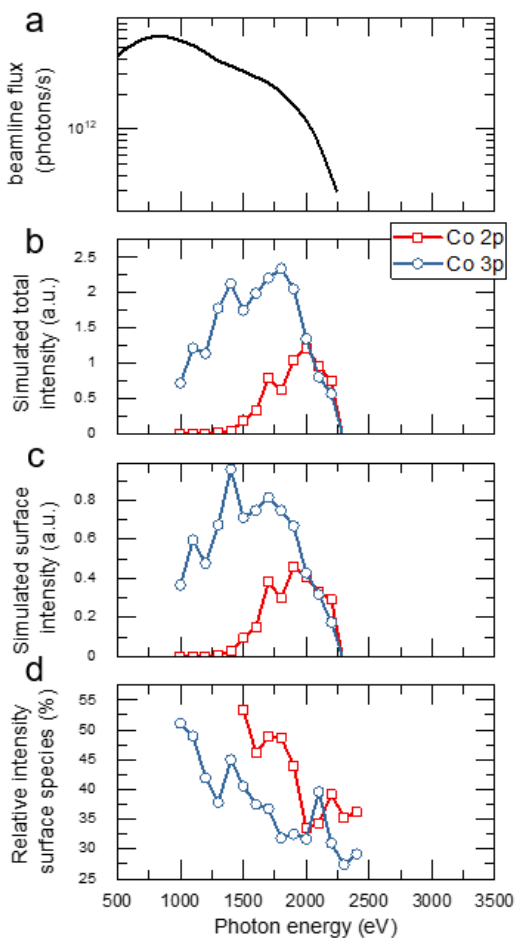 a
beamline flux
(photons/s)
10^12
Co 2p
Co 3p
b
Simulated total
intensity (a.u.)
2.5
2
1.5
1
0.5
0
c
Simulated surface
intensity (a.u.)
0.8
0.6
0.4
0.2
0
d
Relative intensity
surface species (%)
55
50
45
40
35
30
25
500 1000 1500 2000 2500 3000 3500
Photon energy (eV)